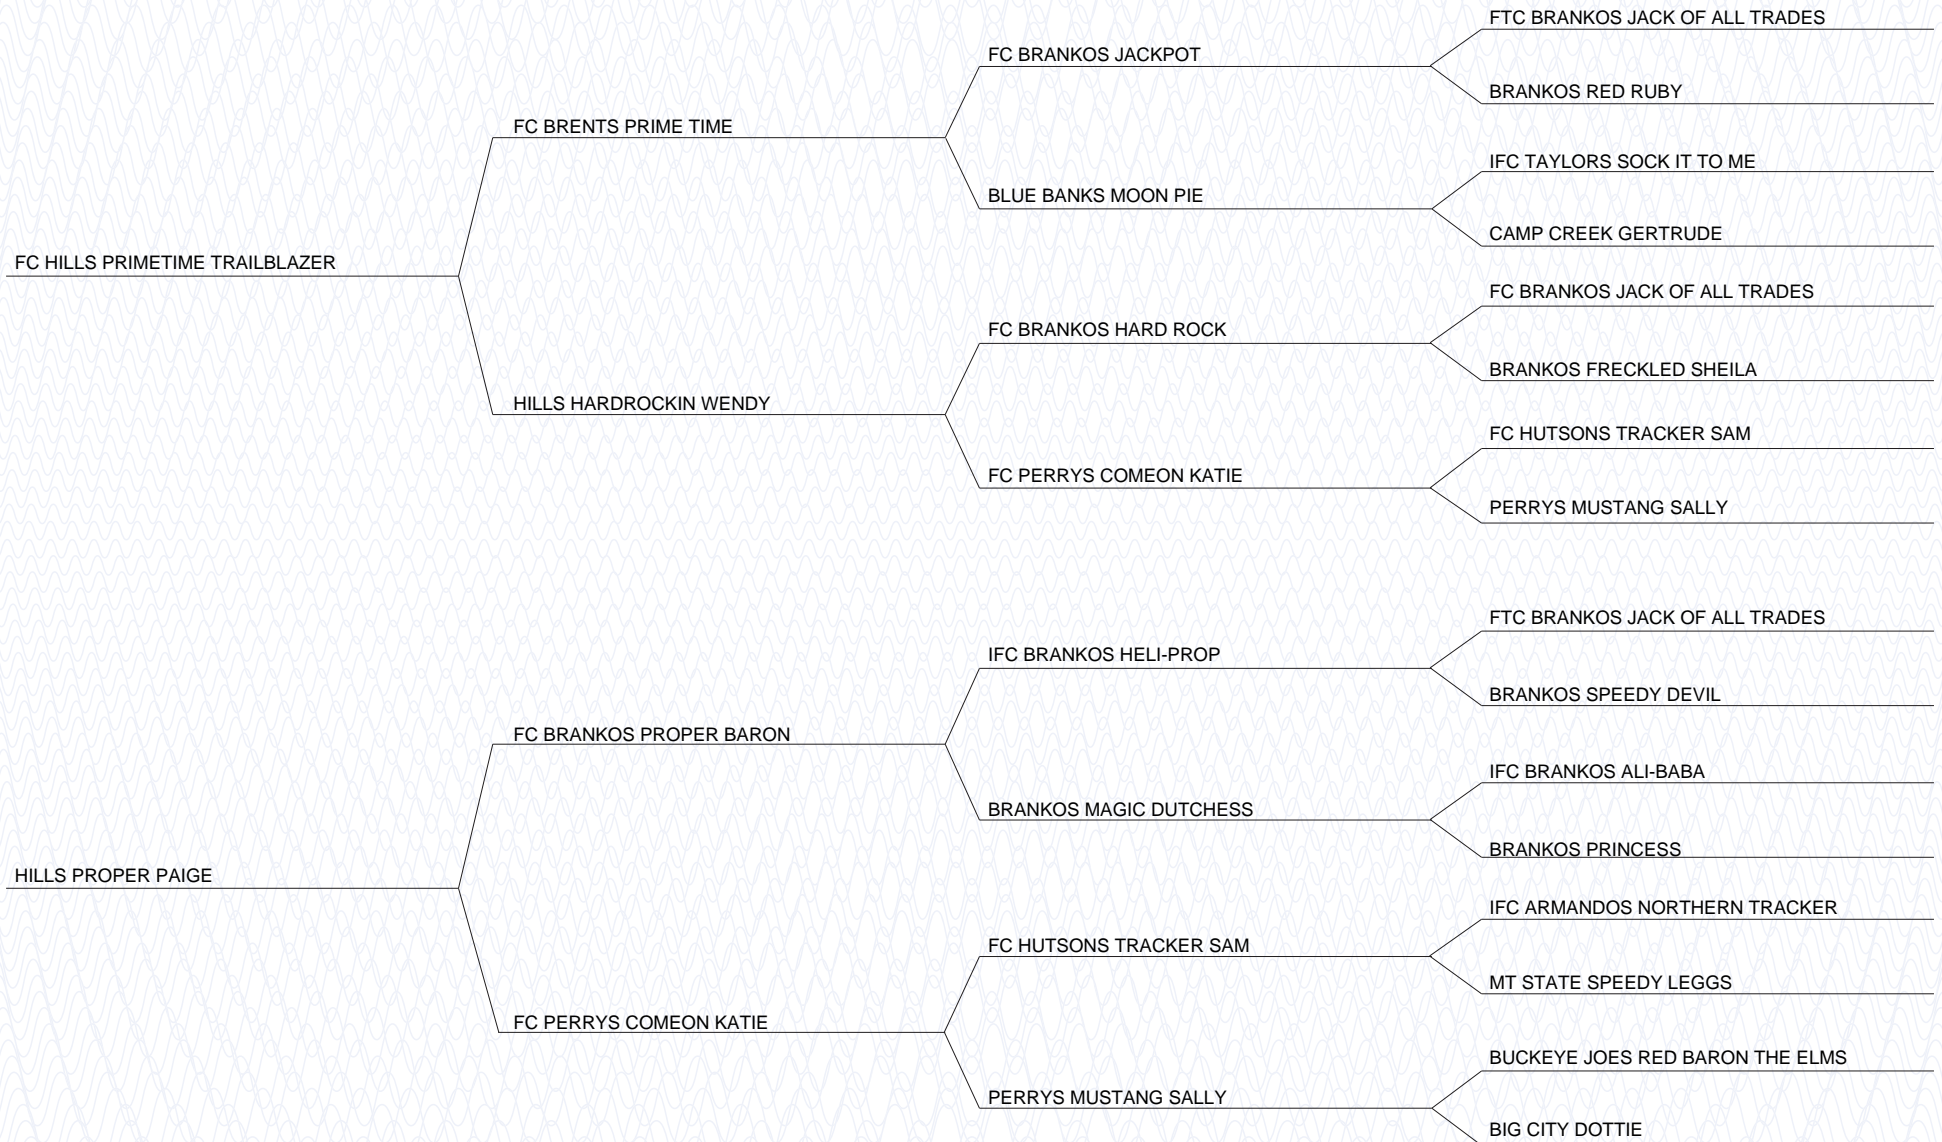 FTC BRANKOS JACK OF ALL TRADES
FC BRANKOS JACKPOT
BRANKOS RED RUBY
FC BRENTS PRIME TIME
IFC TAYLORS SOCK IT TO ME
BLUE BANKS MOON PIE
CAMP CREEK GERTRUDE
FC HILLS PRIMETIME TRAILBLAZER
FC BRANKOS JACK OF ALL TRADES
FC BRANKOS HARD ROCK
BRANKOS FRECKLED SHEILA
HILLS HARDROCKIN WENDY
FC HUTSONS TRACKER SAM
FC PERRYS COMEON KATIE
PERRYS MUSTANG SALLY
FTC BRANKOS JACK OF ALL TRADES
IFC BRANKOS HELI-PROP
BRANKOS SPEEDY DEVIL
FC BRANKOS PROPER BARON
IFC BRANKOS ALI-BABA
BRANKOS MAGIC DUTCHESS
BRANKOS PRINCESS
HILLS PROPER PAIGE
IFC ARMANDOS NORTHERN TRACKER
FC HUTSONS TRACKER SAM
MT STATE SPEEDY LEGGS
FC PERRYS COMEON KATIE
BUCKEYE JOES RED BARON THE ELMS
PERRYS MUSTANG SALLY
BIG CITY DOTTIE